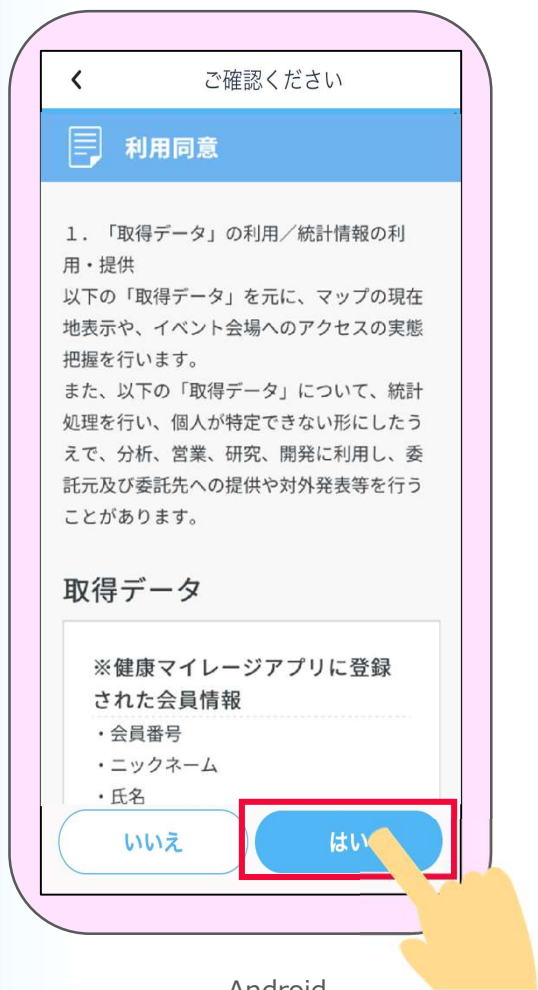 ご確認ください
利用同意
１．「取得データ」の利用／統計情報の利
用・提供
以下の「取得データ」を元に、マップの現在
地表示や、イベント会場へのアクセスの実態
把握を行います。
また、以下の「取得データ」について、統計
処理を行い、個人が特定できない形にしたう
えで、分析、営業、研究、開発に利用し、委
託元及び委託先への提供や対外発表等を行う
ことがあります。
取得データ
※健康マイレージアプリに登録
された会員情報
・会員番号
・ニックネーム
・氏名
いいえ
はい
Android